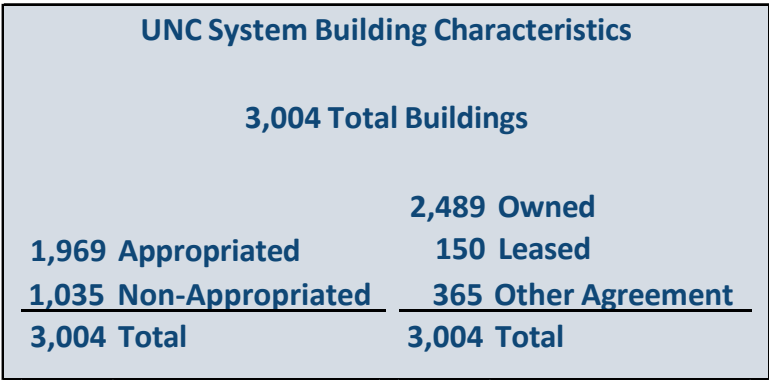 UNC System Building Characteristics
3,004 Total Buildings
1,969 Appropriated
1,035 Non-Appropriated
3,004 Total
2,489 Owned
150 Leased
365 Other Agreement
3,004 Total